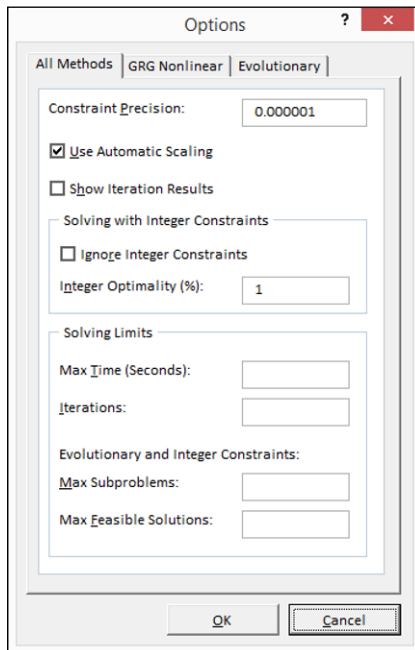 Options ? ×
All Methods GRG Nonlinear Evolutionary
Constraint Precision: 0.000001
Use Automatic Scaling
Show Iteration Results
Solving with Integer Constraints
Ignore Integer Constraints
Integer Optimality (%): 1
Solving Limits
Max Time (Seconds):
Iterations:
Evolutionary and Integer Constraints:
Max Subproblems:
Max Feasible Solutions:
OK Cancel